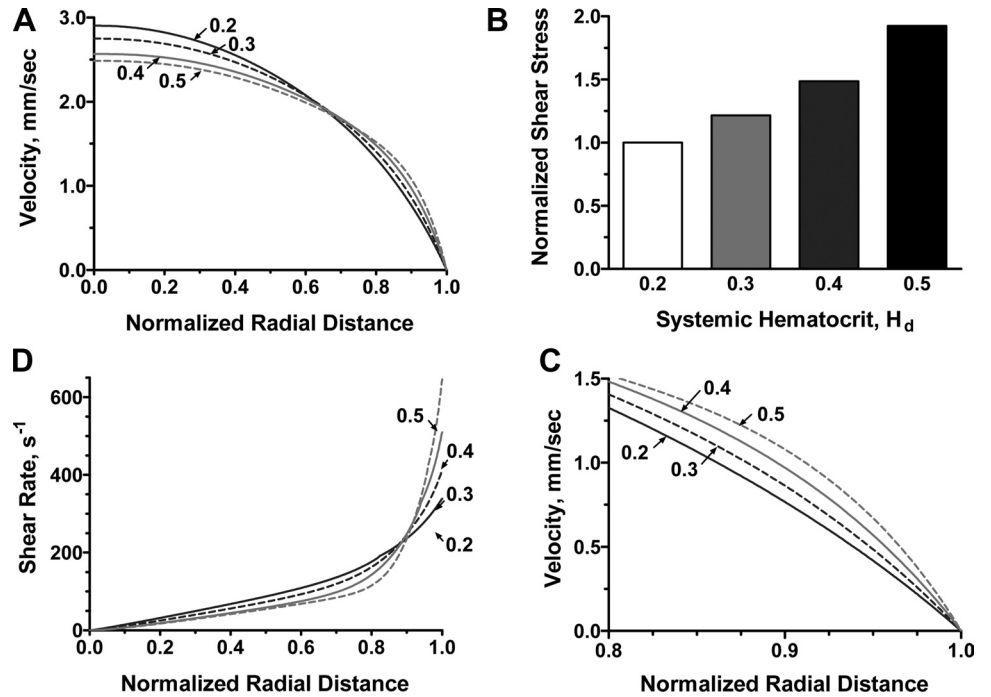 A
3.0
2.0
1.0
0.0
Velocity, mm/sec
0.2
0.3
0.4
0.5
0.0 0.2 0.4 0.6 0.8 1.0
Normalized Radial Distance
B
2.0
1.5
1.0
0.5
0.0
Normalized Shear Stress
0.2 0.3 0.4 0.5
Systemic Hematocrit, Hd
D
600
400
200
0
Shear Rate, s-1
0.5
0.4
0.3
0.2
0.0 0.2 0.4 0.6 0.8 1.0
Normalized Radial Distance
C
1.5
1.0
0.5
0.0
Velocity, mm/sec
0.4
0.5
0.2
0.3
0.8 0.9 1.0
Normalized Radial Distance